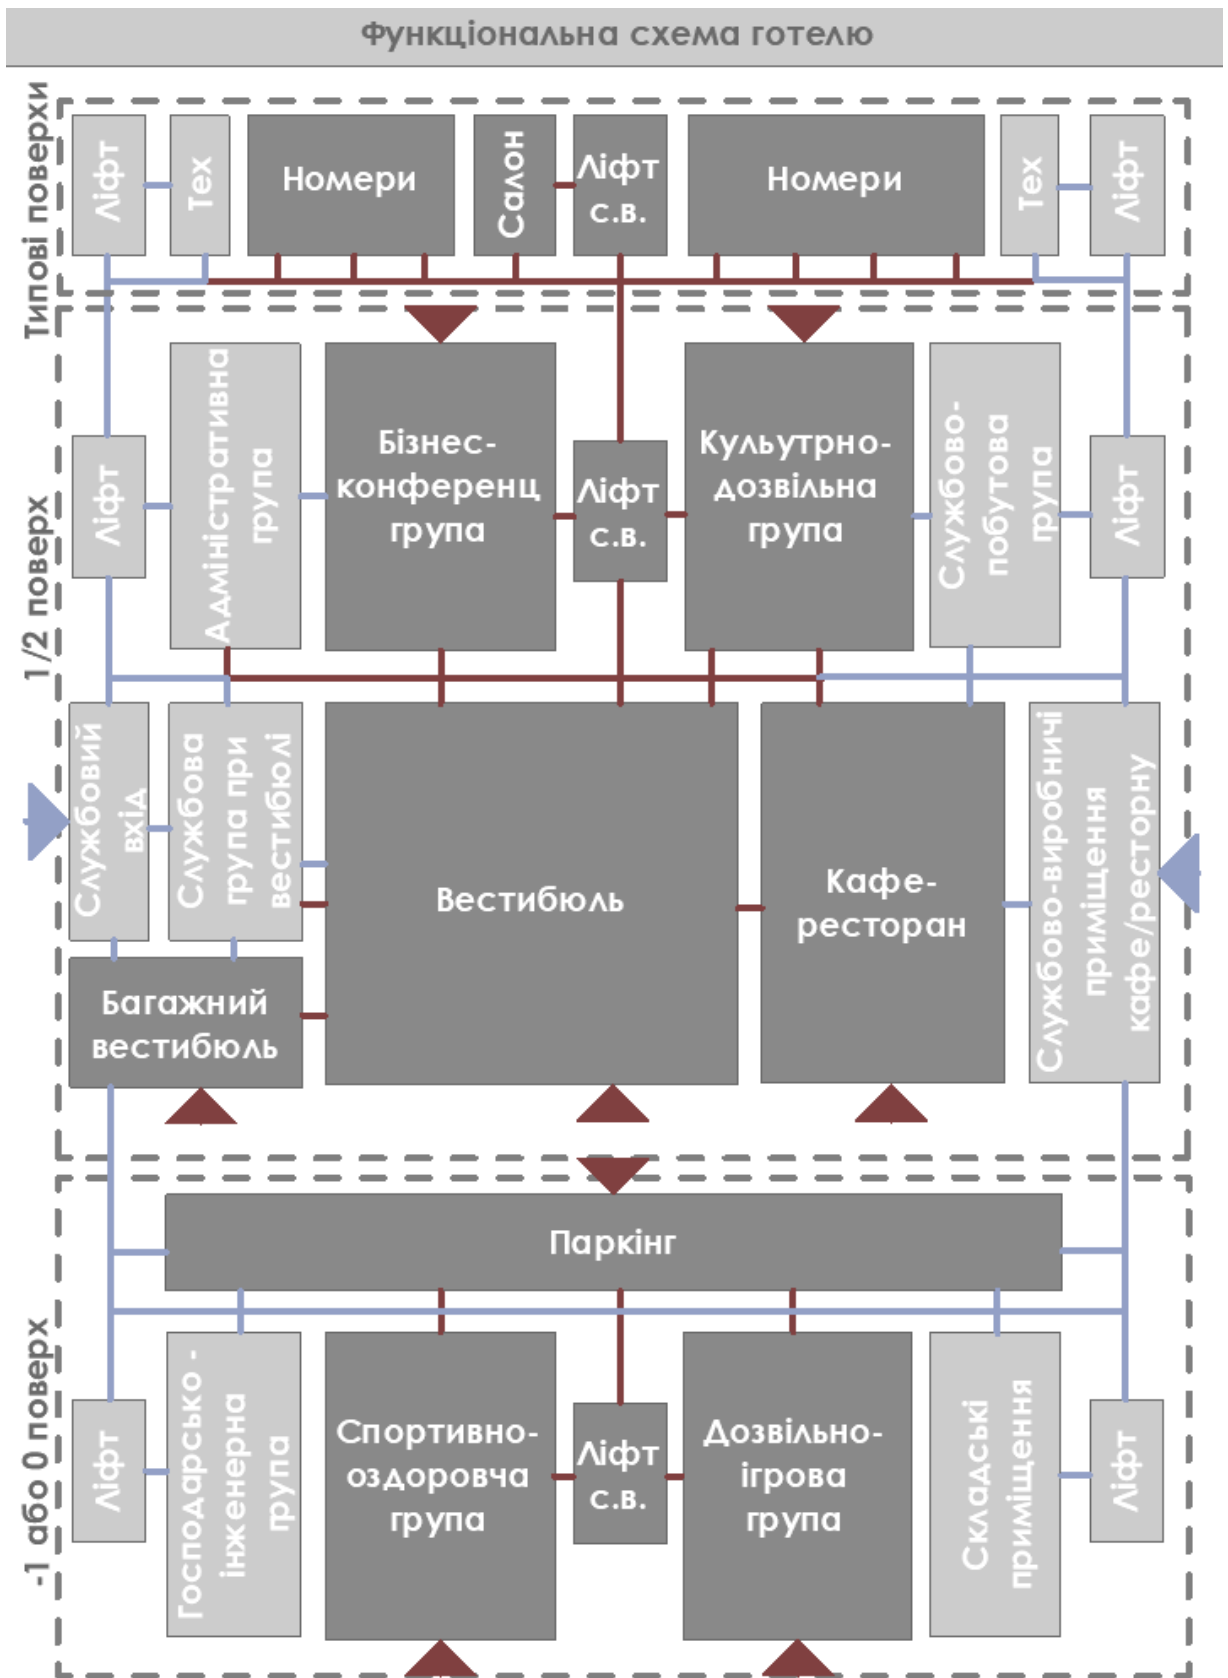 Функціональна схема готелю
Типові поверхи
Ліфт
Тех
Номери
Салон
Ліфт
с.в.
Номери
Тех
Ліфт
1/2 поверх
Ліфт
Адміністративна
група
Бізнес-
конференц
група
Ліфт
с.в.
Кульутрно-
дозвільна
група
Службово-
побутова
група
Ліфт
Службовий
вхід
Службова
група при
вестибюлі
Вестибюль
Кафе-
ресторан
Службово-виробничі
приміщення
кафе/ресторну
Багажний
вестибюль
-1 або 0 поверх
Паркінг
Ліфт
Господарсько -
інженерна
група
Спортивно-
оздоровча
група
Ліфт
с.в.
Дозвільно-
ігрова
група
Складські
приміщення
Ліфт